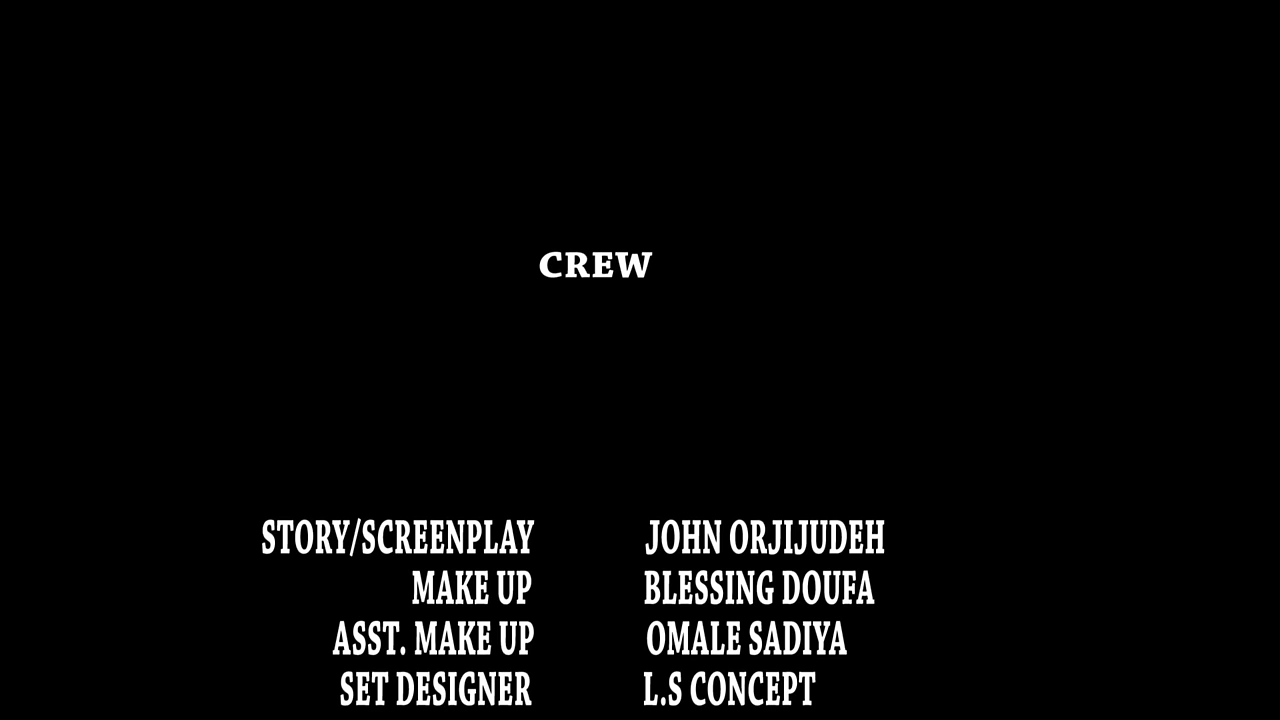 CREW
STORY/SCREENPLAY JOHN ORJIJUDEH
MAKE UP BLESSING DOUFA
ASST. MAKE UP OMALE SADIYA
SET DESIGNER L.S CONCEPT